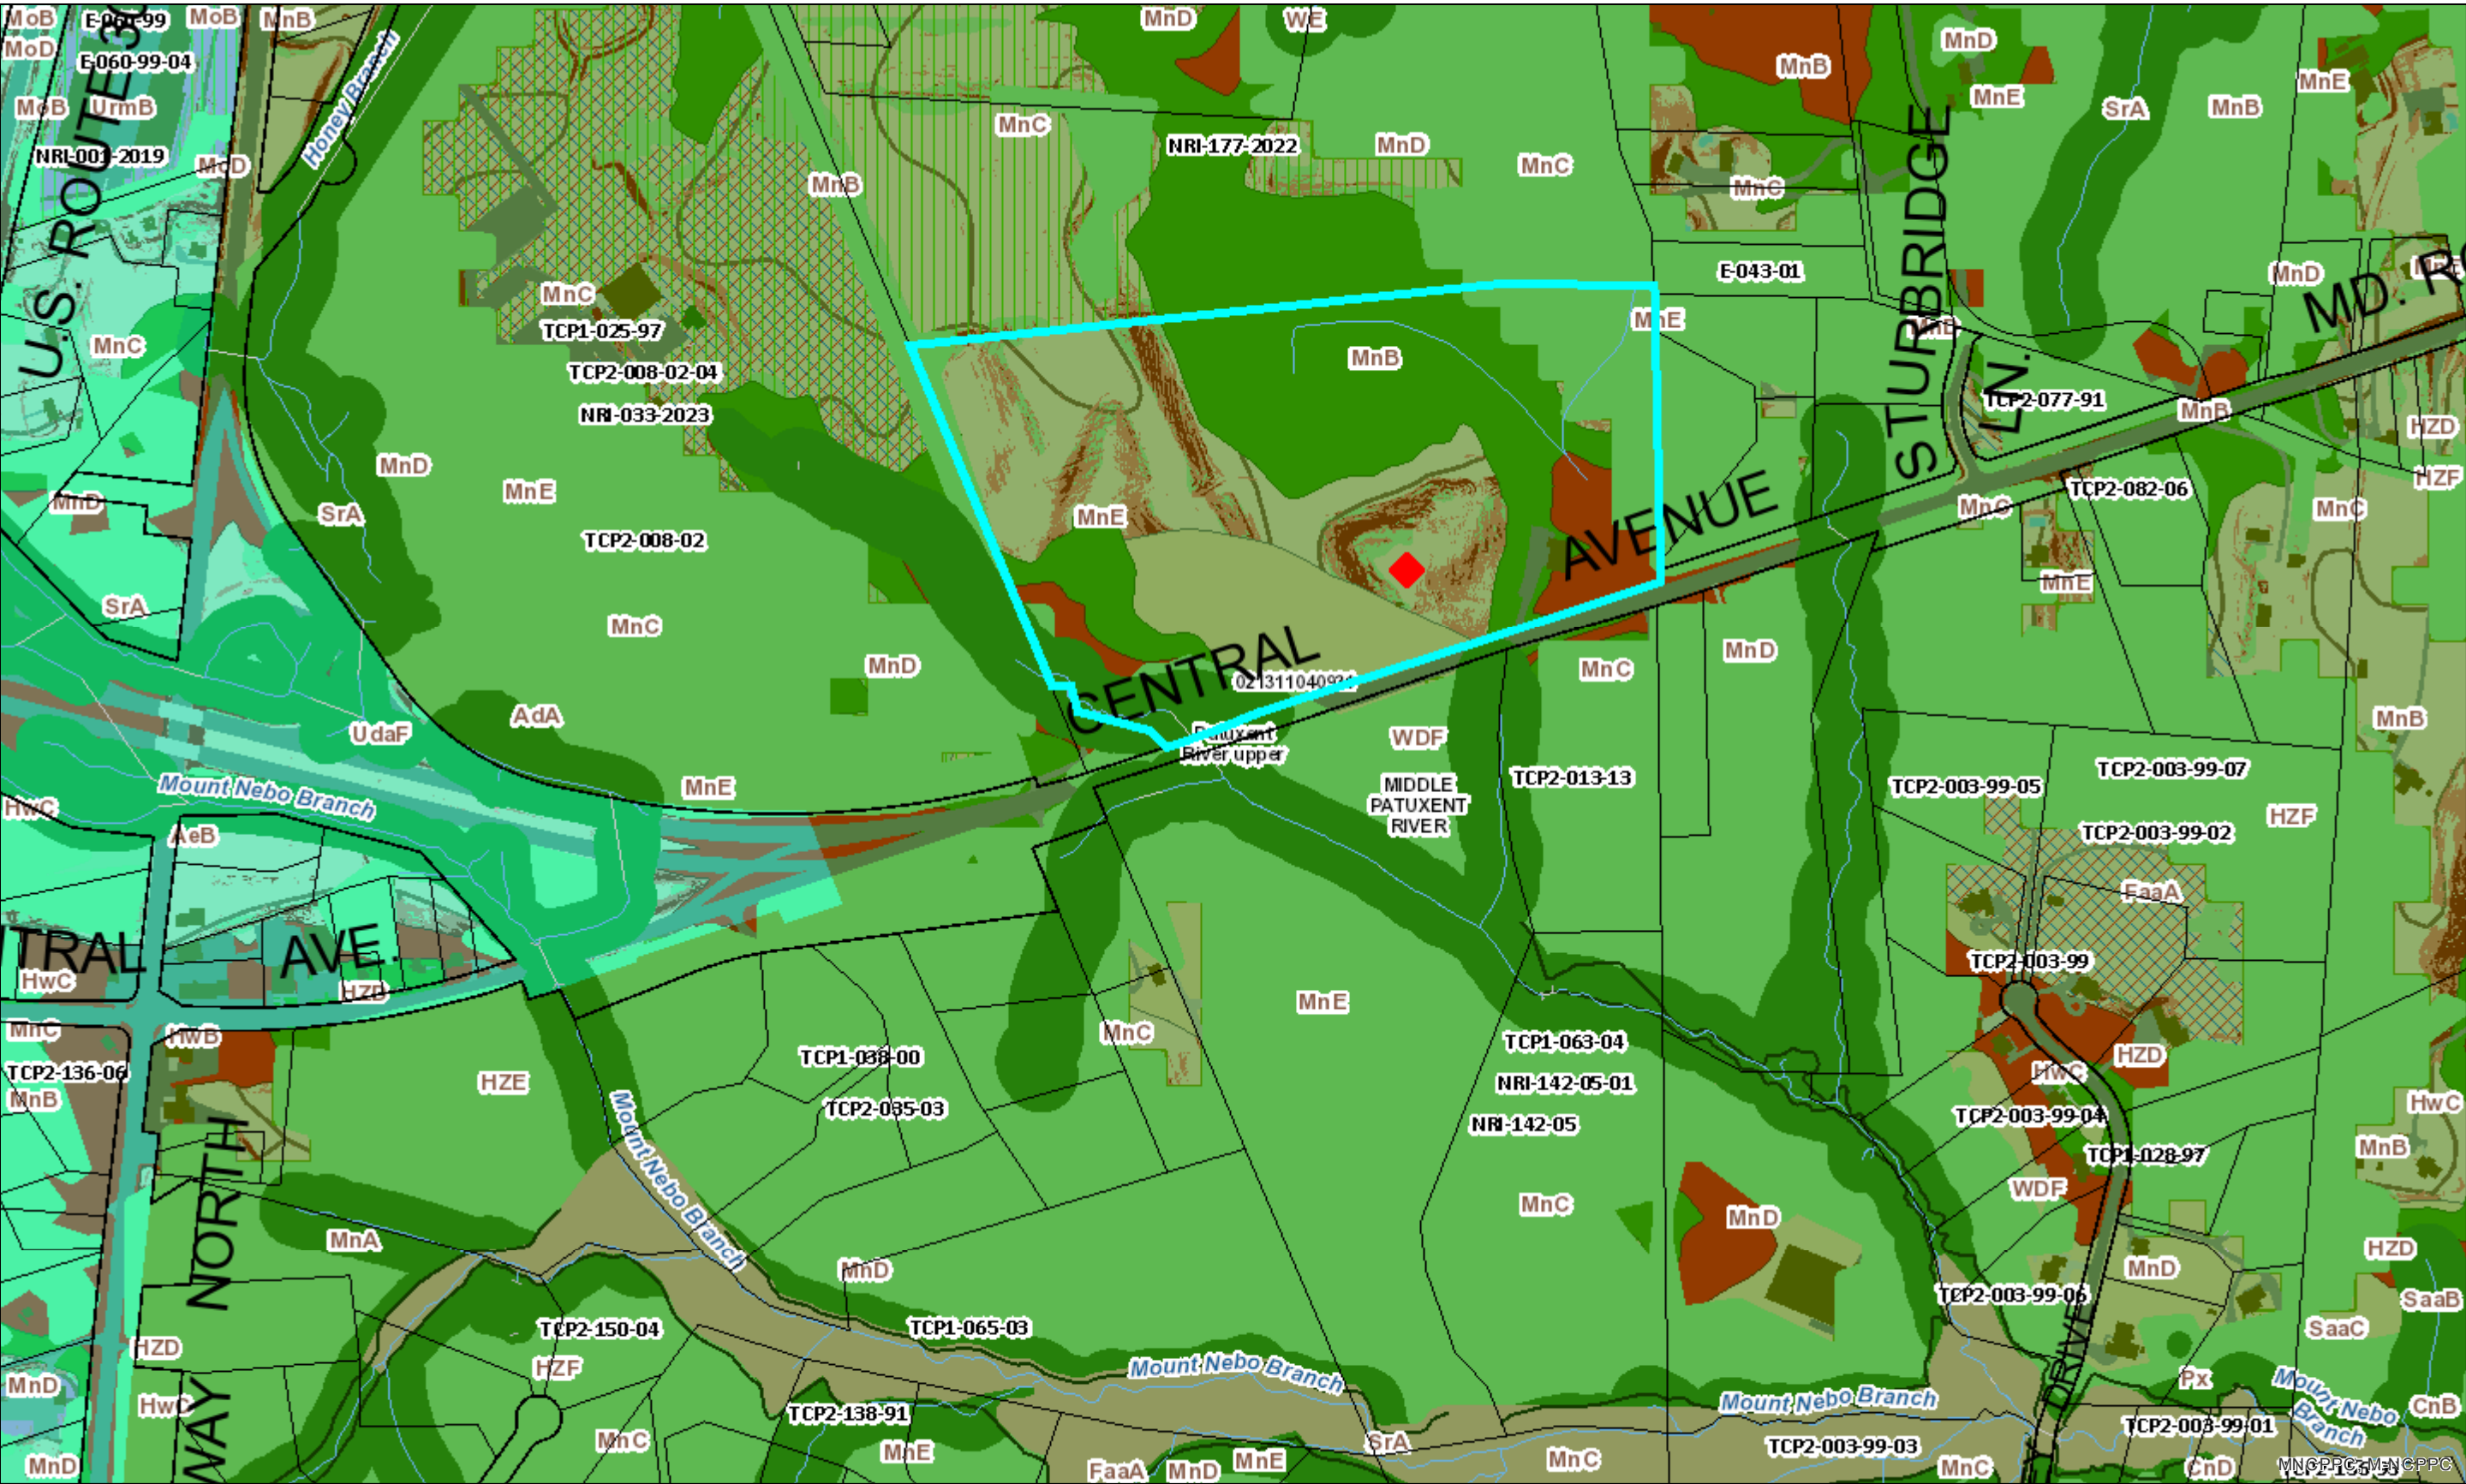 MoB
E-060-99
MoB
MnB
MnD
WE
MoD
E-060-99-04
MnB
MnD
MnE
MnE
MoB
UrmB
Honey Branch
MnC
SrA
MnB
NRI-001-2019
MoD
NRI-177-2022
MnD
MnC
MnB
MnC
U.S. ROUTE
STURBRIDGE
LN.
E-043-01
MnD
MnC
TCP1-025-97
MnE
MnC
MnB
TCP2-008-02-04
NRI-033-2023
TCP2-077-91
MnB
MnD
HZD
MnD
MnE
HZF
TCP2-082-06
SrA
MnE
MnC
MnC
TCP2-008-02
AVENUE
MnE
SrA
MnC
MnD
CENTRAL
MnC
MnD
AdA
UdaF
Patuxent
River upper
WDF
MnB
Mount Nebo Branch
MnE
MIDDLE
PATUXENT
RIVER
TCP2-013-13
TCP2-003-99-05
TCP2-003-99-07
HwC
AeB
TCP2-003-99-02
HZF
FaaA
AVE.
HwC
HZD
TCP2-003-99
MnC
HwB
MnE
MnC
TCP1-063-04
HZD
TCP2-136-06
TCP1-038-00
HwC
HZE
NRI-142-05-01
MnB
TCP2-035-03
NRI-142-05
TCP2-003-99-04
HwC
TCP1-028-97
MnB
Mount Nebo Branch
NORTH
WDF
MnC
MnD
MnA
HZD
MnD
MnD
TCP2-003-99-06
SaaB
TCP2-150-04
TCP1-065-03
SaaC
HZD
HZF
Mount Nebo Branch
MnD
Mount Nebo Branch
DRIVE
Px
Mount Nebo
Branch
HwC
WAY
TCP2-138-91
CnB
TCP2-003-99-01
MnC
MnE
SrA
TCP2-003-99-03
MnD
FaaA
MnD
MnE
MnC
MnC
CnD
MNCPPC, M-NCPPC